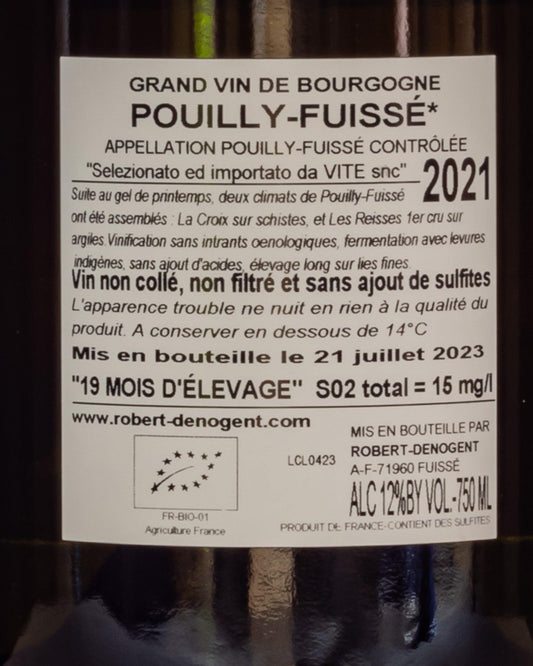 GRAND VIN DE BOURGOGNE
POUILLY-FUISSÉ*
APPELLATION POUILLY-FUISSÉ CONTRÔLÉE
"Selezionato ed importato da VITE snc"
2021
Suite au gel de printemps, deux climats de Pouilly-Fuissé
ont été assemblés : La Croix sur schistes, et Les Reisses 1er cru sur
argiles. Vinification sans intrants oenologiques, fermentation avec levures
indigènes, sans ajout d'acides, élevage long sur lies fines.
Vin non collé, non filtré et sans ajout de sulfites
L'apparence trouble ne nuit en rien à la qualité du
produit. A conserver en dessous de 14°C
Mis en bouteille le 21 juillet 2023
"19 MOIS D'ÉLEVAGE" S02 total = 15 mg/l
www.robert-denogent.com
FR-BIO-01
Agriculture France
LCL0423
MIS EN BOUTEILLE PAR
ROBERT-DENOGENT
A-F-71960 FUISSÉ
ALC 12%BY VOL.-750 ML
PRODUIT DE FRANCE-CONTIENT DES SULFITES